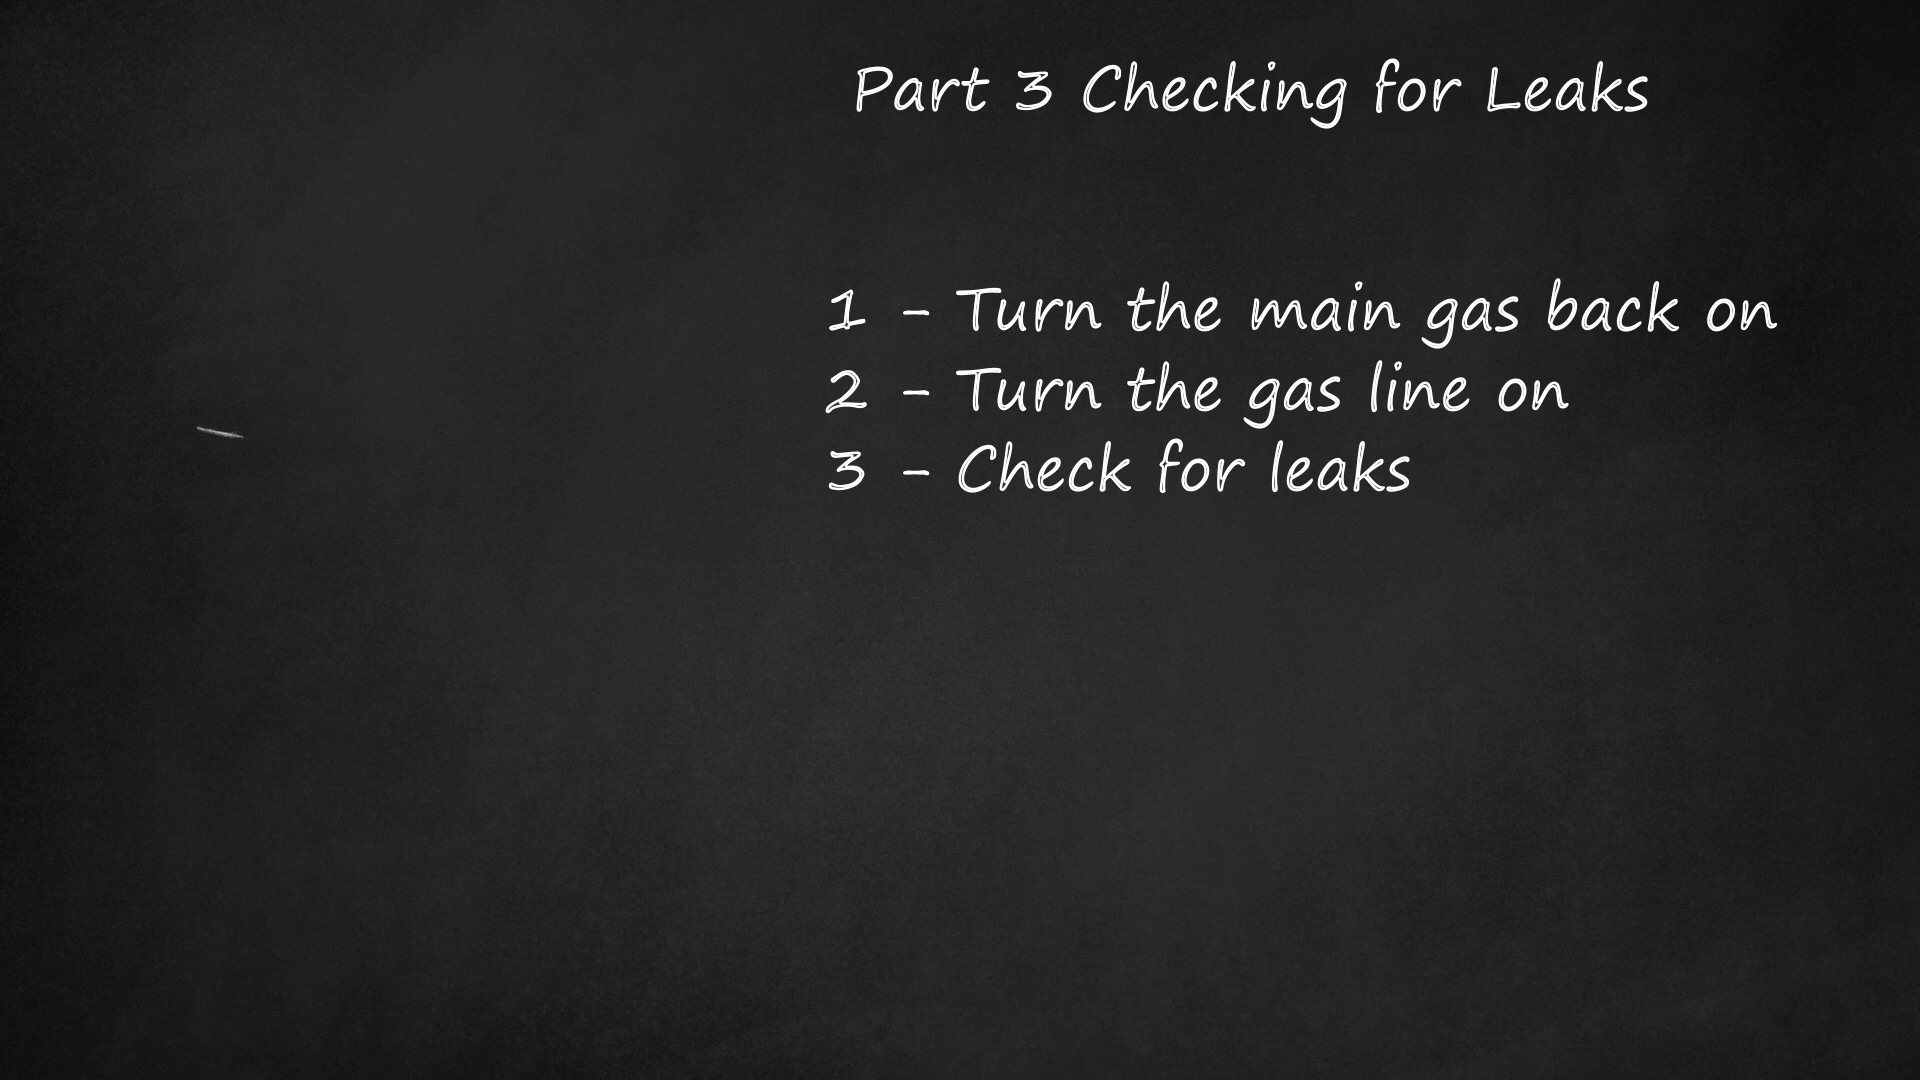 Part 3 Checking for Leaks
1 - Turn the main gas back on
2 - Turn the gas line on
3 - Check for leaks